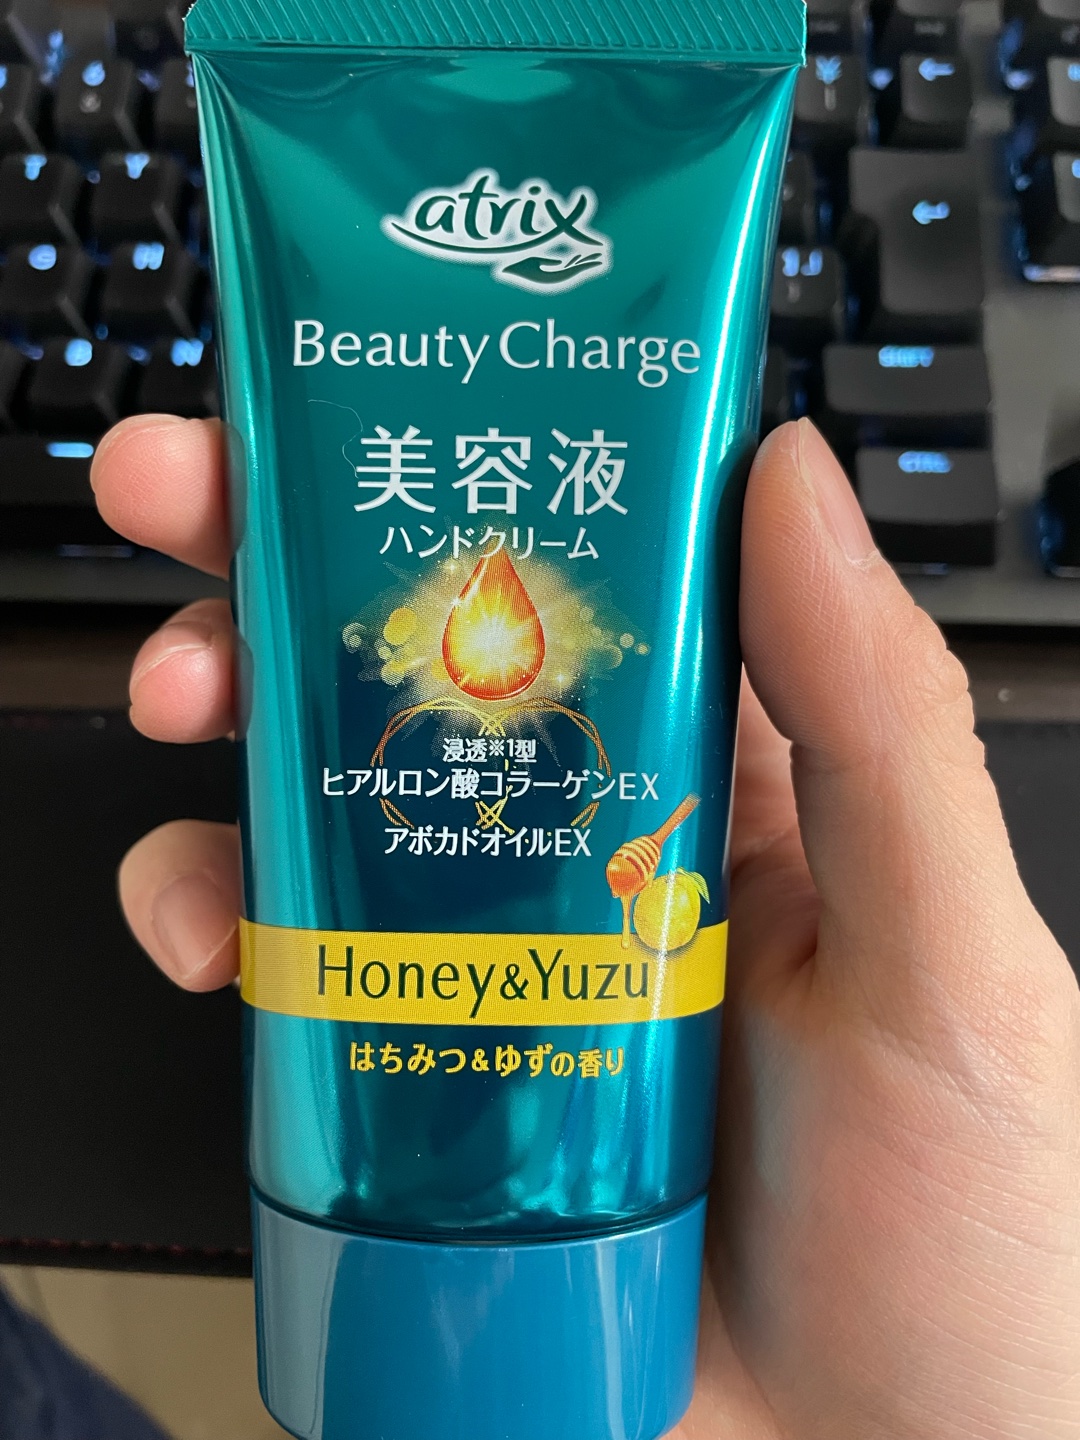 atrix
Beauty Charge
美容液
ハンドクリーム
浸透※1型
ヒアルロン酸コラーゲンEX
アボカドオイルEX
Honey&Yuzu
はちみつ&ゆずの香り
T Y
G H
B N
¥
SHIFT
CTRL